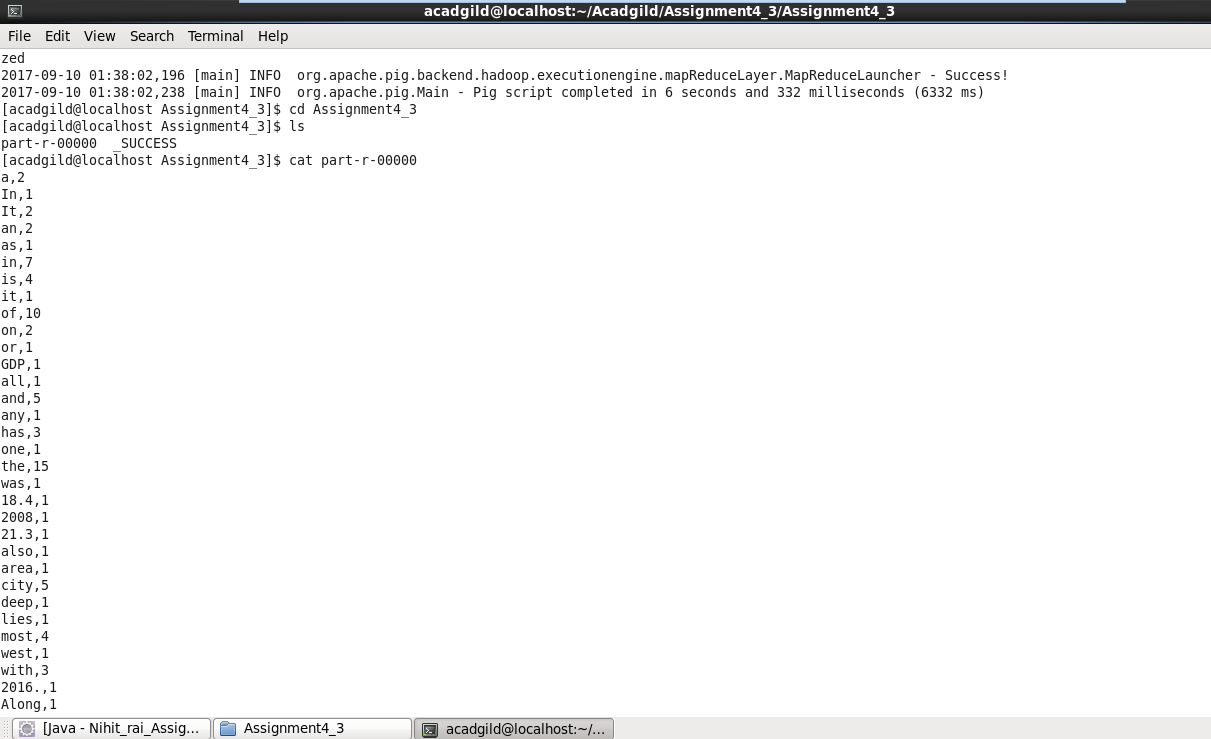 acadgild@localhost:~/Acadgild/Assignment4_3/Assignment4_3
File Edit View Search Terminal Help
zed
2017-09-10 01:38:02,196 [main] INFO  org.apache.pig.backend.hadoop.executionengine.mapReduceLayer.MapReduceLauncher - Success!
2017-09-10 01:38:02,238 [main] INFO  org.apache.pig.Main - Pig script completed in 6 seconds and 332 milliseconds (6332 ms)
[acadgild@localhost Assignment4_3]$ cd Assignment4_3
[acadgild@localhost Assignment4_3]$ ls
part-r-00000  _SUCCESS
[acadgild@localhost Assignment4_3]$ cat part-r-00000
a,2
In,1
It,2
an,2
as,1
in,7
is,4
it,1
of,10
on,2
or,1
GDP,1
all,1
and,5
any,1
has,3
one,1
the,15
was,1
18.4,1
2008,1
21.3,1
also,1
area,1
city,5
deep,1
lies,1
most,4
west,1
with,3
2016.,1
Along,1
[Java - Nihit_rai_Assig... Assignment4_3 acadgild@localhost:~/...